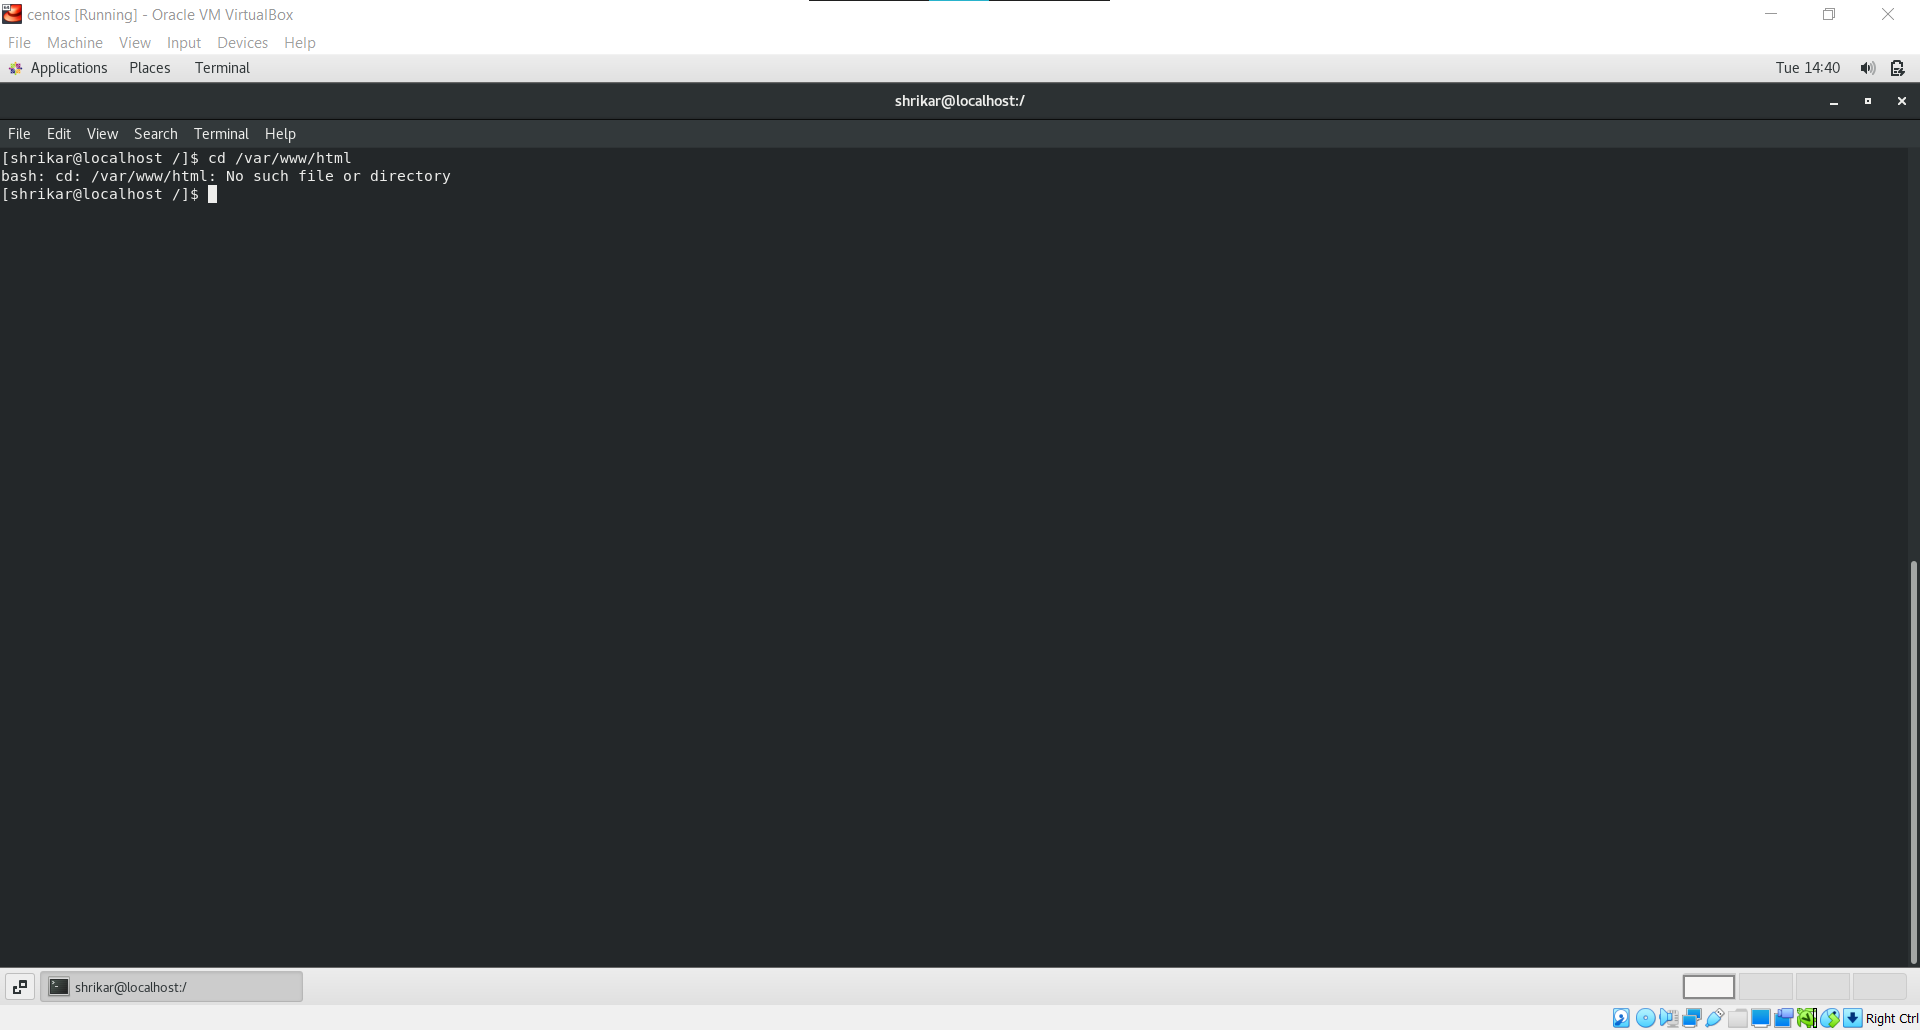 centos [Running] - Oracle VM VirtualBox
File Machine View Input Devices Help
Applications Places Terminal Tue 14:40
shrikar@localhost:/
File Edit View Search Terminal Help
[shrikar@localhost /]$ cd /var/www/html
bash: cd: /var/www/html: No such file or directory
[shrikar@localhost /]$
shrikar@localhost:/
Right Ctrl